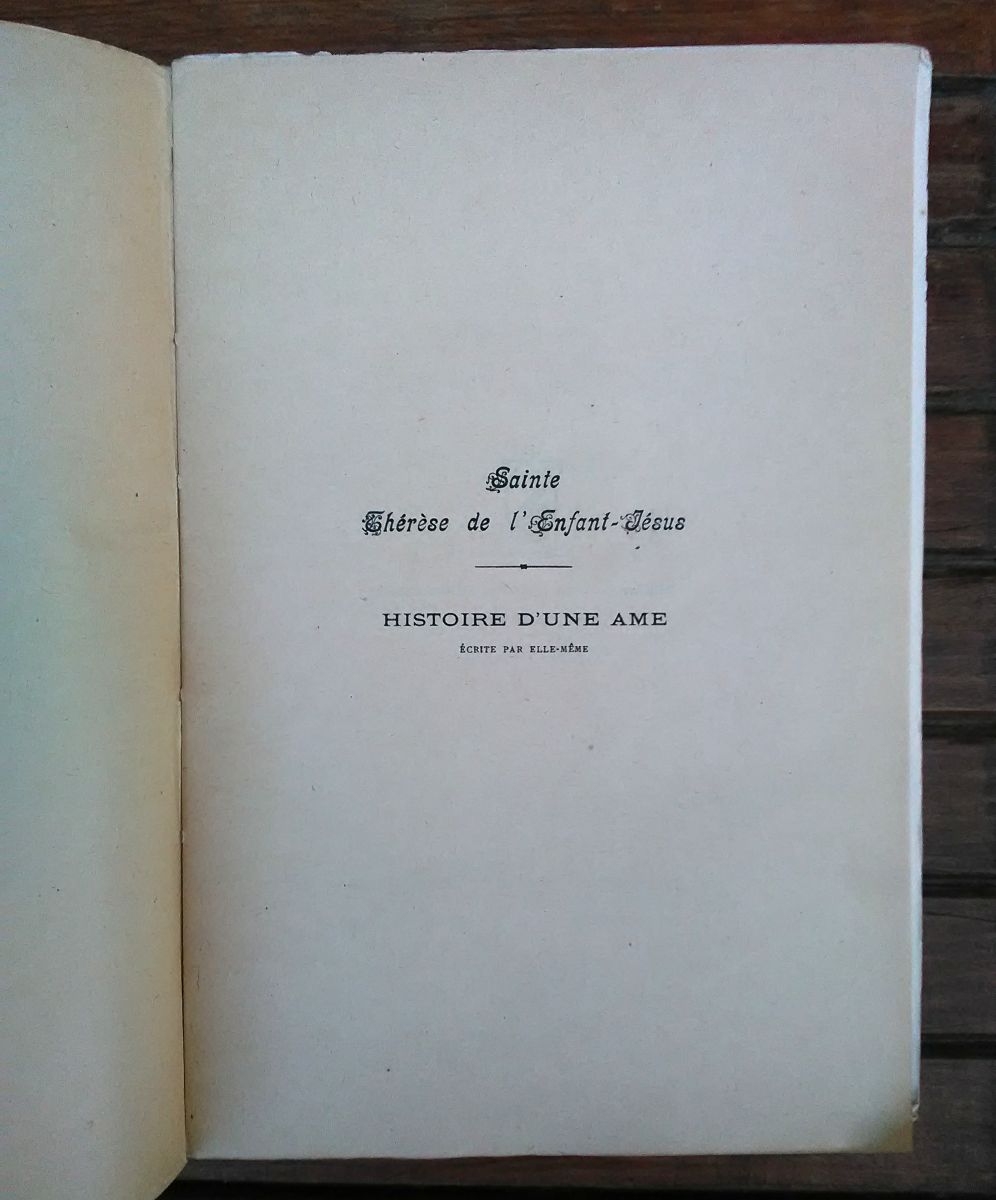 Sainte
Thérèse de l'Enfant-Jésus
HISTOIRE D'UNE AME
ÉCRITE PAR ELLE-MÊME